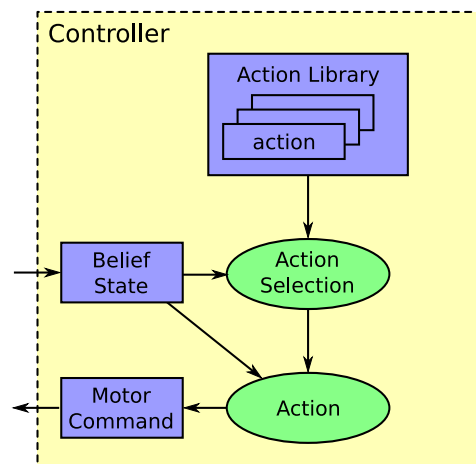 Controller
Action Library
action
Belief
State
Action
Selection
Motor
Command
Action